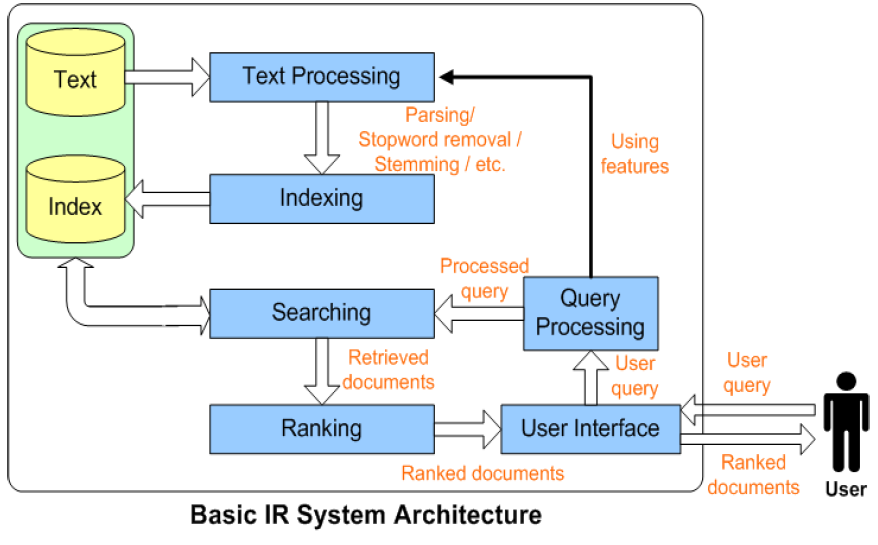 Text
Text Processing
Parsing/
Stopword removal /
Stemming / etc.
Using
features
Index
Indexing
Processed
query
Query
Processing
Searching
Retrieved
documents
User
query
User
query
Ranking
User Interface
Ranked documents
Ranked
documents
User
Basic IR System Architecture